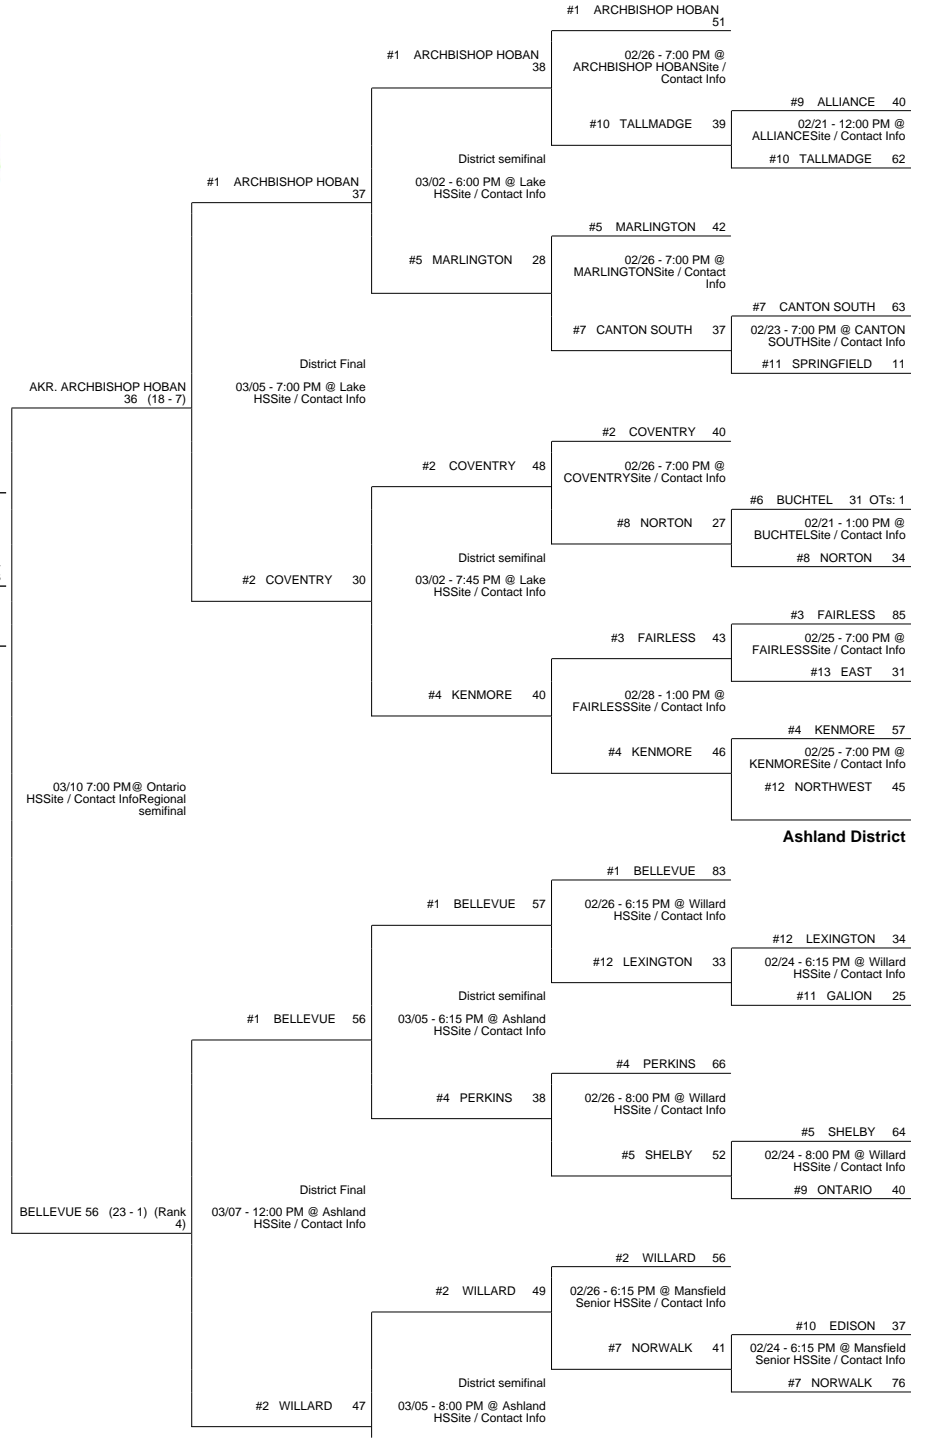 #1 ARCHBISHOP HOBAN
51
#1 ARCHBISHOP HOBAN
38
02/26 - 7:00 PM @
ARCHBISHOP HOBANSite /
Contact Info
#9 ALLIANCE 40
#10 TALLMADGE 39
02/21 - 12:00 PM @
ALLIANCESite / Contact Info
#10 TALLMADGE 62
District semifinal
#1 ARCHBISHOP HOBAN
37
03/02 - 6:00 PM @ Lake
HSSite / Contact Info
#5 MARLINGTON 42
#5 MARLINGTON 28
02/26 - 7:00 PM @
MARLINGTONSite / Contact
Info
#7 CANTON SOUTH 63
#7 CANTON SOUTH 37
02/23 - 7:00 PM @ CANTON
SOUTHSite / Contact Info
#11 SPRINGFIELD 11
District Final
AKR. ARCHBISHOP HOBAN
36 (18 - 7)
03/05 - 7:00 PM @ Lake
HSSite / Contact Info
#2 COVENTRY 40
#2 COVENTRY 48
02/26 - 7:00 PM @
COVENTRYSite / Contact Info
#6 BUCHTEL 31 OTs: 1
#8 NORTON 27
02/21 - 1:00 PM @
BUCHTELSite / Contact Info
#8 NORTON 34
District semifinal
#2 COVENTRY 30
03/02 - 7:45 PM @ Lake
HSSite / Contact Info
#3 FAIRLESS 85
#3 FAIRLESS 43
02/25 - 7:00 PM @
FAIRLESSSite / Contact Info
#13 EAST 31
#4 KENMORE 40
02/28 - 1:00 PM @
FAIRLESSSite / Contact Info
#4 KENMORE 57
#4 KENMORE 46
02/25 - 7:00 PM @
KENMORESite / Contact Info
#12 NORTHWEST 45
03/10 7:00 PM@ Ontario
HSSite / Contact InfoRegional
semifinal
Ashland District
#1 BELLEVUE 83
#1 BELLEVUE 57
02/26 - 6:15 PM @ Willard
HSSite / Contact Info
#12 LEXINGTON 34
#12 LEXINGTON 33
02/24 - 6:15 PM @ Willard
HSSite / Contact Info
#11 GALION 25
District semifinal
#1 BELLEVUE 56
03/05 - 6:15 PM @ Ashland
HSSite / Contact Info
#4 PERKINS 66
#4 PERKINS 38
02/26 - 8:00 PM @ Willard
HSSite / Contact Info
#5 SHELBY 64
#5 SHELBY 52
02/24 - 8:00 PM @ Willard
HSSite / Contact Info
#9 ONTARIO 40
District Final
BELLEVUE 56 (23 - 1) (Rank
4)
03/07 - 12:00 PM @ Ashland
HSSite / Contact Info
#2 WILLARD 56
#2 WILLARD 49
02/26 - 6:15 PM @ Mansfield
Senior HSSite / Contact Info
#10 EDISON 37
#7 NORWALK 41
02/24 - 6:15 PM @ Mansfield
Senior HSSite / Contact Info
#7 NORWALK 76
District semifinal
#2 WILLARD 47
03/05 - 8:00 PM @ Ashland
HSSite / Contact Info